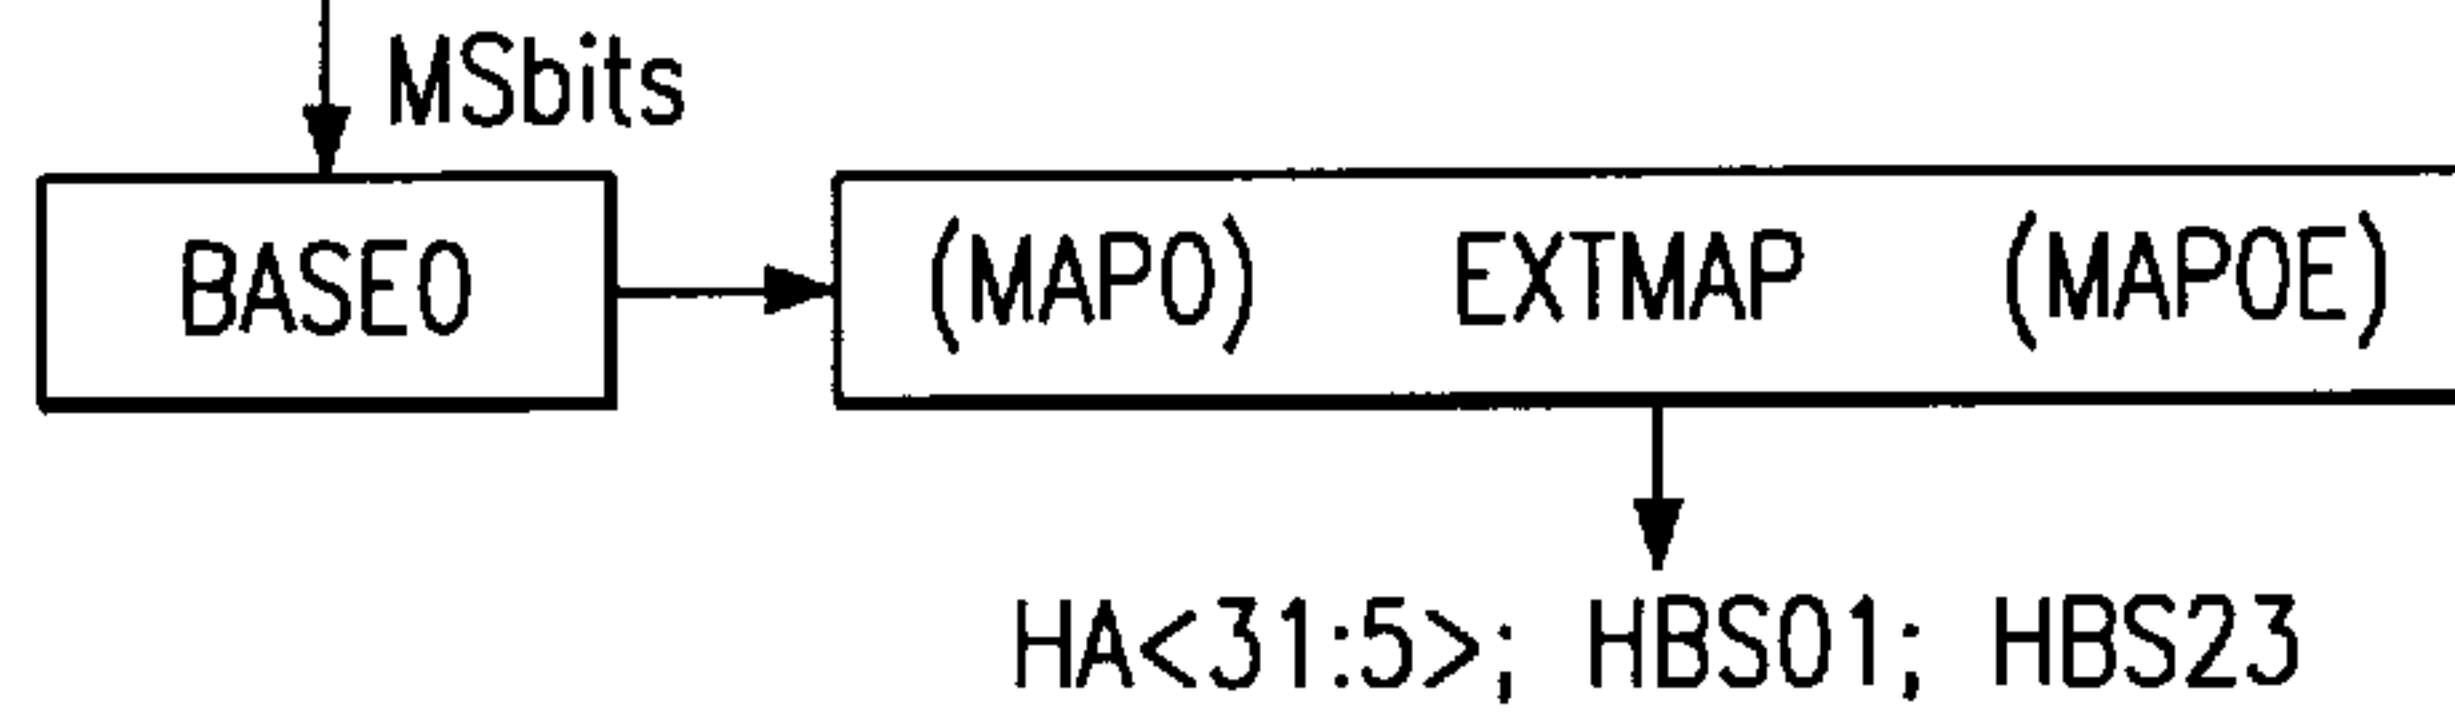 MSbits
BASE0 (MAP0) EXTMAP (MAP0E)
HA<31:5>; HBS01; HBS23